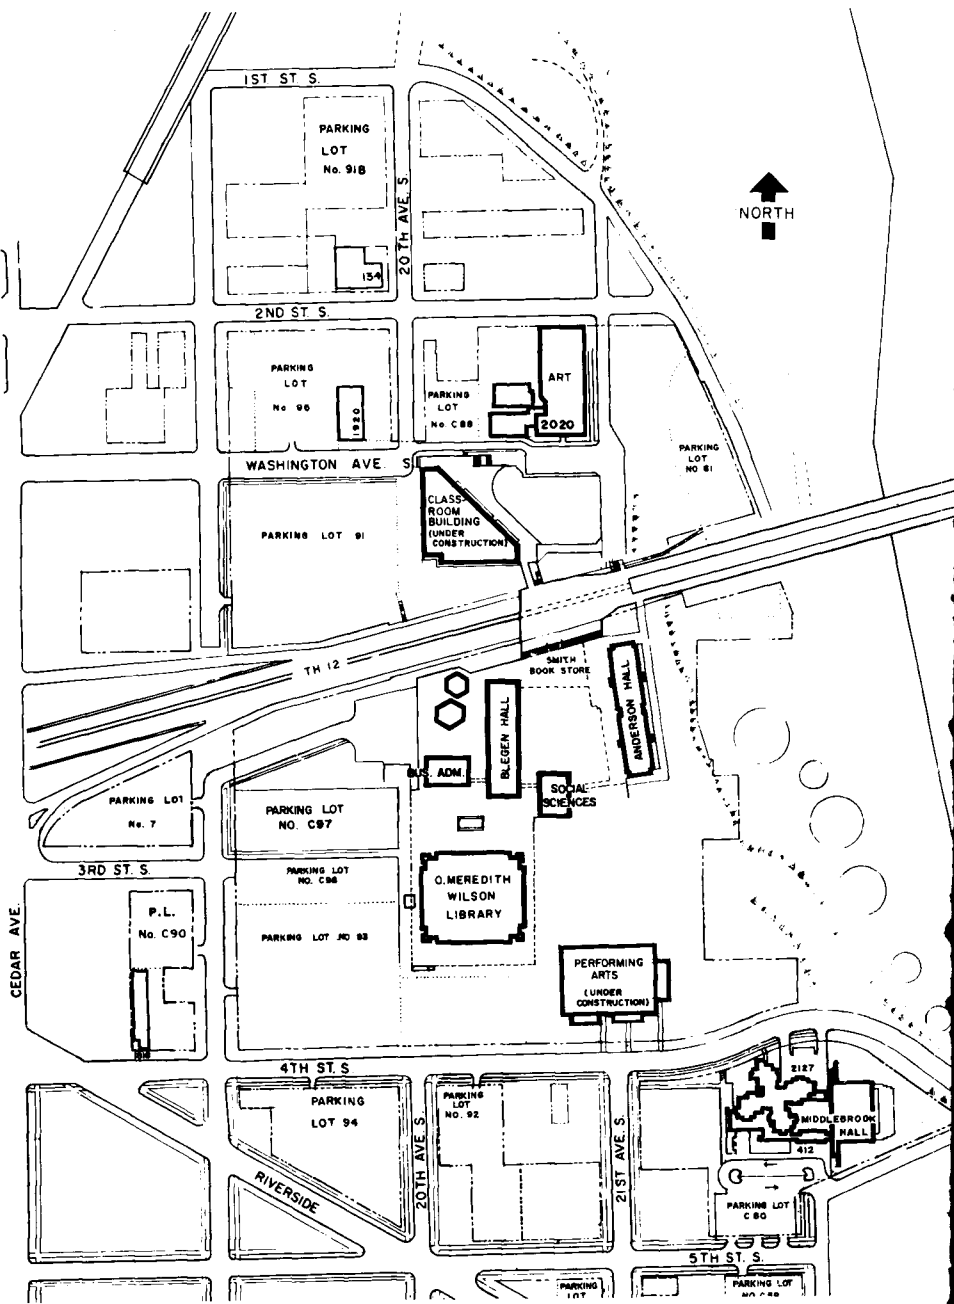 1ST ST. S.
PARKING
LOT
No. 91B
20TH AVE. S.
NORTH
134
2ND ST. S.
PARKING
LOT
No 96
1920
PARKING
LOT
No. C88
ART
2020
PARKING
LOT
NO 81
WASHINGTON AVE. S.
CLASS-
ROOM
BUILDING
(UNDER
CONSTRUCTION)
PARKING LOT 91
TH 12
SMITH
BOOK STORE
ANDERSON HALL
BLEGEN HALL
BUS. ADM.
SOCIAL
SCIENCES
PARKING LOT
No. 7
PARKING LOT
NO. C97
3RD ST. S.
PARKING LOT
NO. C98
O. MEREDITH
WILSON
LIBRARY
P.L.
No. C90
CEDAR AVE.
PARKING LOT NO 93
PERFORMING
ARTS
(UNDER
CONSTRUCTION)
4TH ST. S.
2127
MIDDLEBROOK
HALL
412
PARKING
LOT 94
PARKING
LOT
NO. 92
20TH AVE. S.
21ST AVE. S.
RIVERSIDE
PARKING LOT
C 80
5TH ST. S.
PARKING
LOT
PARKING LOT